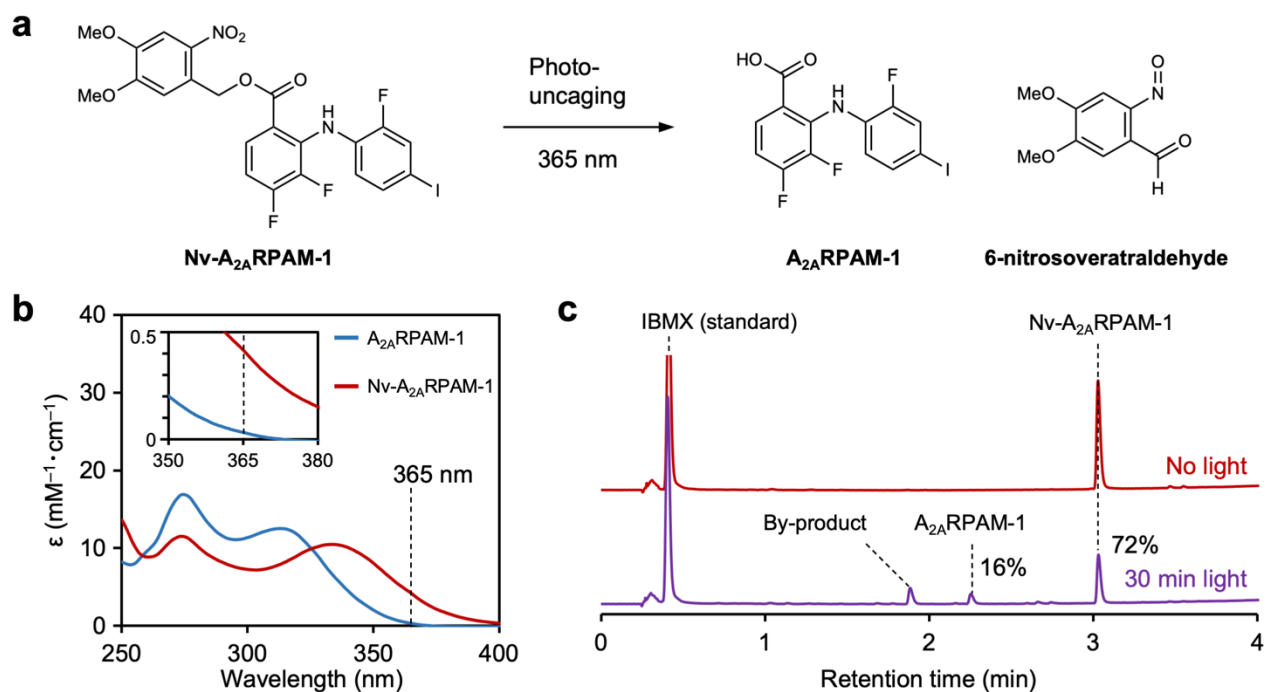 a
MeO
NO₂
MeO
O
O
H
N
F
F
F
I
Nv-A₂ₐRPAM-1
Photo-
uncaging
365 nm
HO
O
H
N
F
F
F
I
A₂ₐRPAM-1
O
N
MeO
MeO
O
H
6-nitrosoveratraldehyde
b
ε (mM⁻¹·cm⁻¹)
40
30
20
10
0
0.5
0
350 365 380
A₂ₐRPAM-1
Nv-A₂ₐRPAM-1
365 nm
250 300 350 400
Wavelength (nm)
c
IBMX (standard)
Nv-A₂ₐRPAM-1
No light
By-product
A₂ₐRPAM-1
16%
72%
30 min light
0 1 2 3 4
Retention time (min)